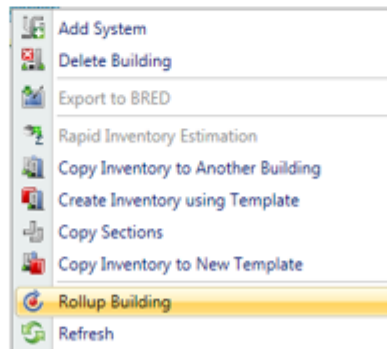 Add System
Delete Building
Export to BRED
Rapid Inventory Estimation
Copy Inventory to Another Building
Create Inventory using Template
Copy Sections
Copy Inventory to New Template
Rollup Building
Refresh